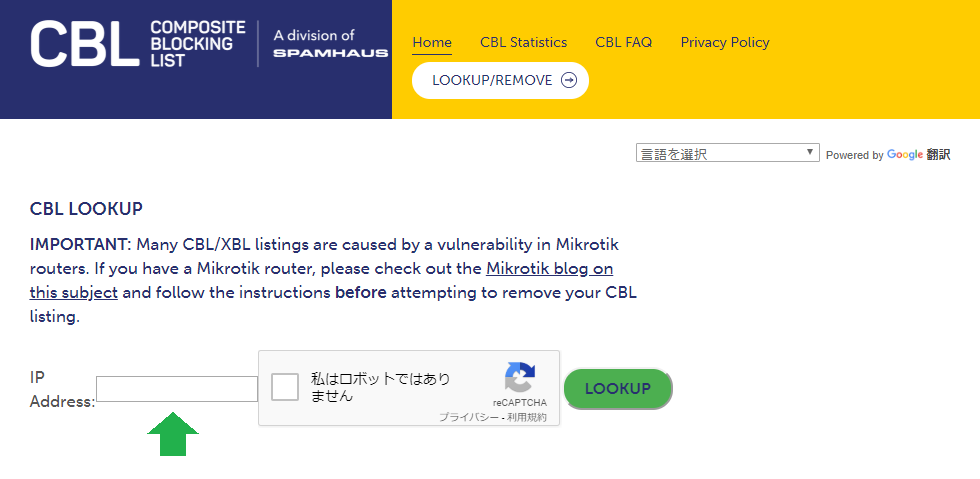 CBL COMPOSITE BLOCKING LIST
A division of
SPAMHAUS
Home CBL Statistics CBL FAQ Privacy Policy
LOOKUP/REMOVE
言語を選択 Powered by Google 翻訳
CBL LOOKUP
IMPORTANT: Many CBL/XBL listings are caused by a vulnerability in Mikrotik
routers. If you have a Mikrotik router, please check out the Mikrotik blog on
this subject and follow the instructions before attempting to remove your CBL
listing.
IP
Address:
私はロボットではあり
ません
reCAPTCHA
プライバシー - 利用規約
LOOKUP